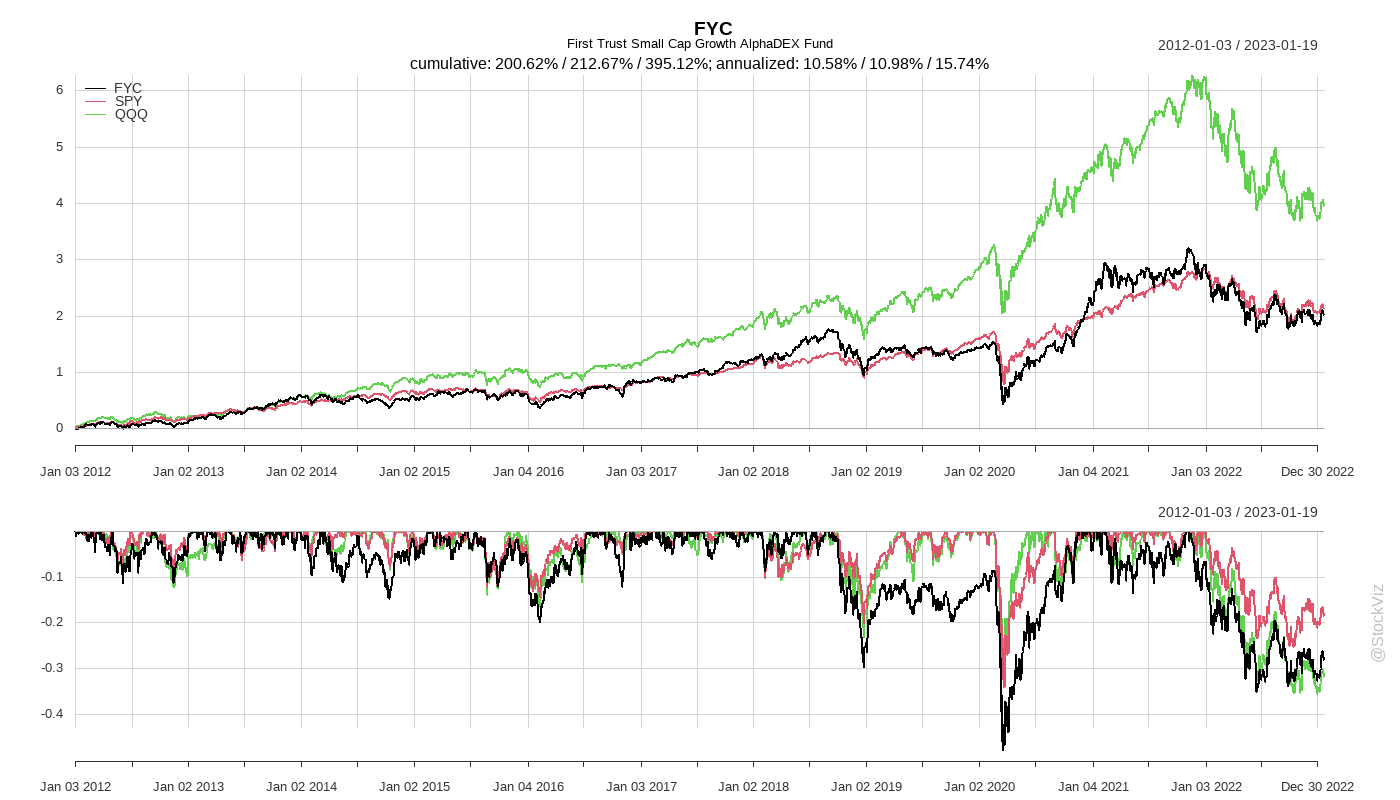 FYC
First Trust Small Cap Growth AlphaDEX Fund
2012-01-03 / 2023-01-19
cumulative: 200.62% / 212.67% / 395.12%; annualized: 10.58% / 10.98% / 15.74%
FYC
SPY
QQQ
6
5
4
3
2
1
0
Jan 03 2012 Jan 02 2013 Jan 02 2014 Jan 02 2015 Jan 04 2016 Jan 03 2017 Jan 02 2018 Jan 02 2019 Jan 02 2020 Jan 04 2021 Jan 03 2022 Dec 30 2022
2012-01-03 / 2023-01-19
-0.1
-0.2
-0.3
-0.4
Jan 03 2012 Jan 02 2013 Jan 02 2014 Jan 02 2015 Jan 04 2016 Jan 03 2017 Jan 02 2018 Jan 02 2019 Jan 02 2020 Jan 04 2021 Jan 03 2022 Dec 30 2022
@StockViz